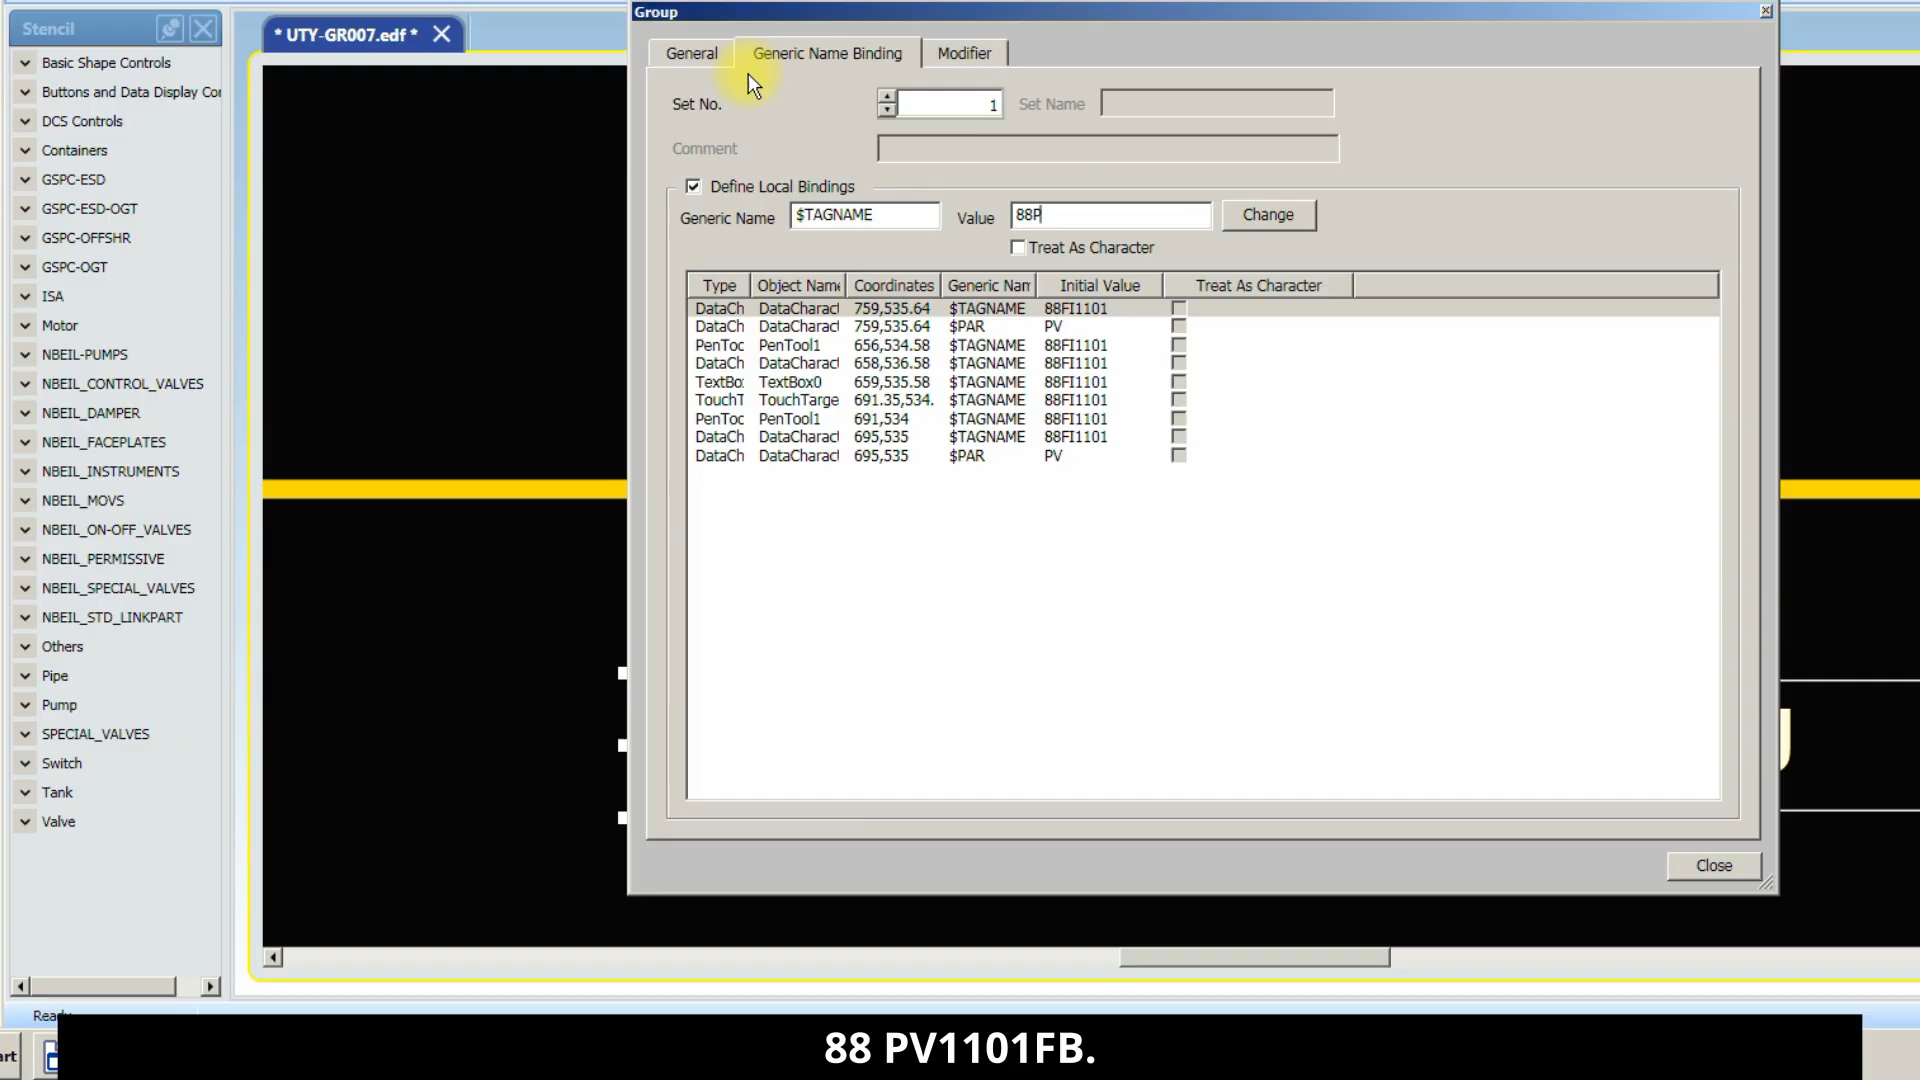 Stencil
Basic Shape Controls
Buttons and Data Display Cor
DCS Controls
Containers
GSPC-ESD
GSPC-ESD-OGT
GSPC-OFFSHR
GSPC-OGT
ISA
Motor
NBEIL-PUMPS
NBEIL_CONTROL_VALVES
NBEIL_DAMPER
NBEIL_FACEPLATES
NBEIL_INSTRUMENTS
NBEIL_MOVS
NBEIL_ON-OFF_VALVES
NBEIL_PERMISSIVE
NBEIL_SPECIAL_VALVES
NBEIL_STD_LINKPART
Others
Pipe
Pump
SPECIAL_VALVES
Switch
Tank
Valve
* UTY-GR007.edf *
Group
General Generic Name Binding Modifier
Set No. 1 Set Name
Comment
Define Local Bindings
Generic Name $TAGNAME Value 88P Change
Treat As Character
Type Object Name Coordinates Generic Nam Initial Value Treat As Character
DataCh DataCharact 759,535.64 $TAGNAME 88FI1101
DataCh DataCharact 759,535.64 $PAR PV
PenToo PenTool1 656,534.58 $TAGNAME 88FI1101
DataCh DataCharact 658,536.58 $TAGNAME 88FI1101
TextBo: TextBox0 659,535.58 $TAGNAME 88FI1101
TouchT TouchTarge 691.35,534. $TAGNAME 88FI1101
PenToo PenTool1 691,534 $TAGNAME 88FI1101
DataCh DataCharact 695,535 $TAGNAME 88FI1101
DataCh DataCharact 695,535 $PAR PV
Close
Ready
art
88 PV1101FB.